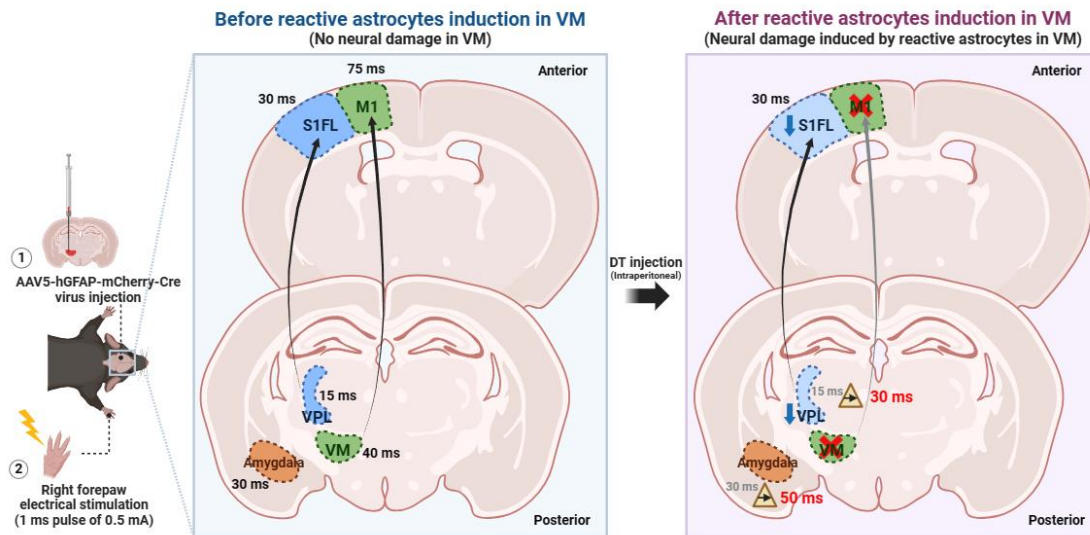 Before reactive astrocytes induction in VM
(No neural damage in VM)
After reactive astrocytes induction in VM
(Neural damage induced by reactive astrocytes in VM)
1
AAV5-hGFAP-mCherry-Cre
virus injection
2
Right forepaw
electrical stimulation
(1 ms pulse of 0.5 mA)
75 ms
Anterior
30 ms
M1
S1FL
15 ms
VPL
VM
40 ms
Amygdala
30 ms
Posterior
DT injection
(Intraperitoneal)
Anterior
30 ms
M1
S1FL
15 ms
30 ms
VPL
VM
Amygdala
30 ms
50 ms
Posterior